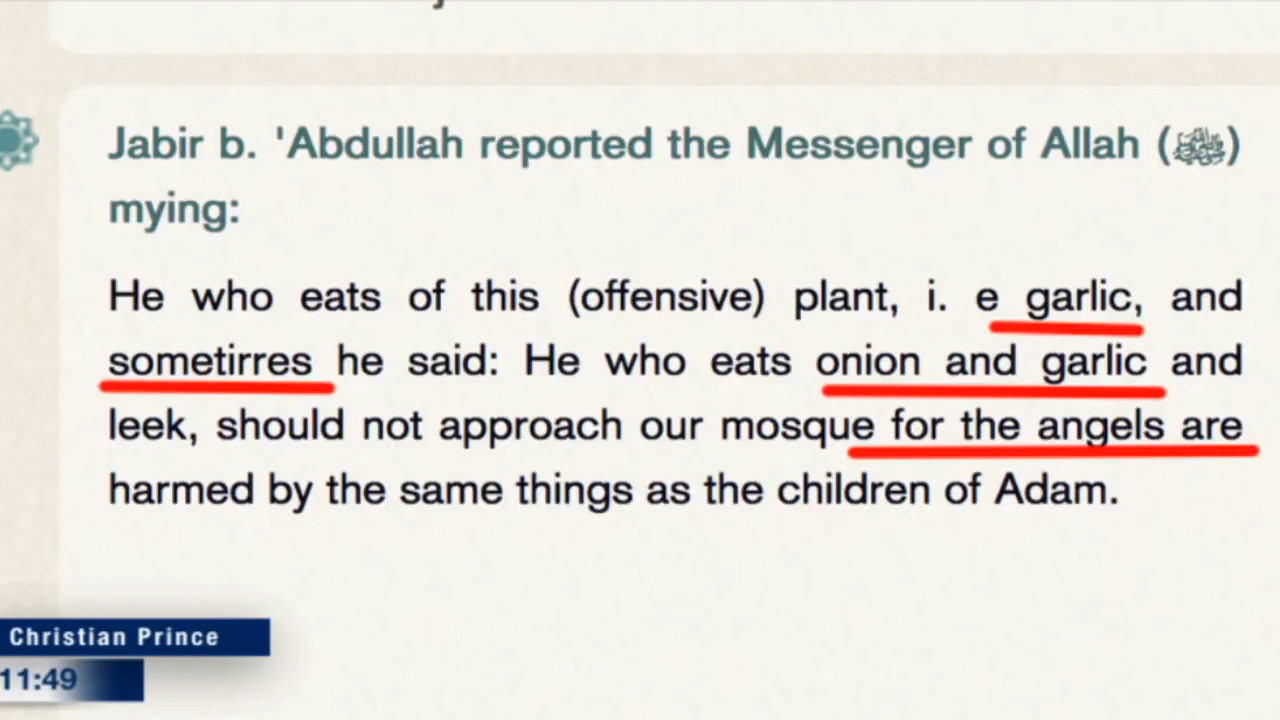 Jabir b. 'Abdullah reported the Messenger of Allah (ﷺ)
mying:
He who eats of this (offensive) plant, i. e garlic, and
sometirres he said: He who eats onion and garlic and
leek, should not approach our mosque for the angels are
harmed by the same things as the children of Adam.
Christian Prince
11:49